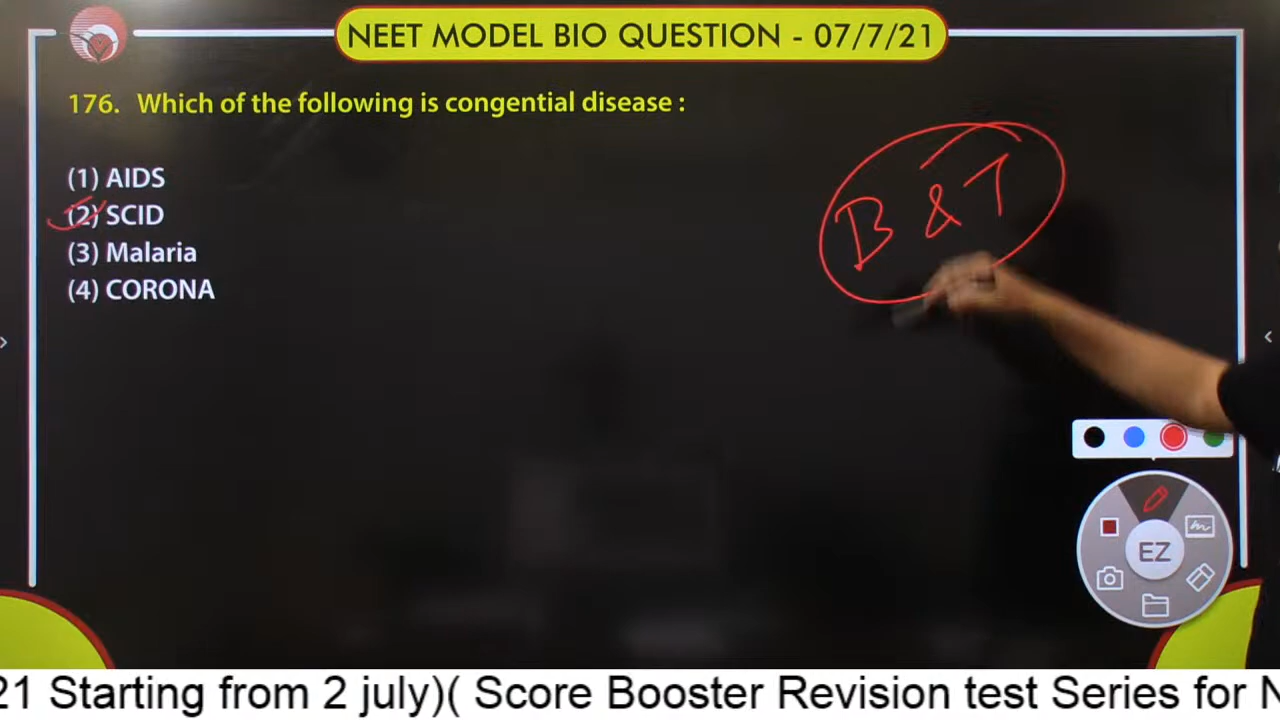 NEET MODEL BIO QUESTION - 07/7/21
176. Which of the following is congential disease :
(1) AIDS
(2) SCID
(3) Malaria
(4) CORONA
B & T
EZ
21 Starting from 2 july)( Score Booster Revision test Series for N